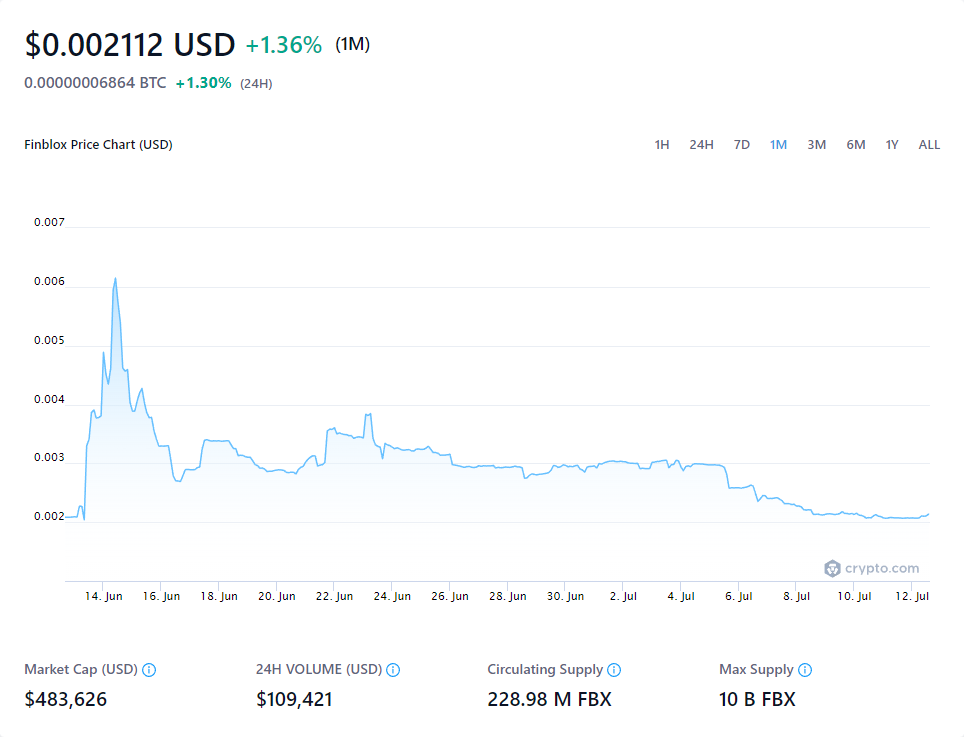 $0.002112 USD +1.36% (1M)
0.00000006864 BTC +1.30% (24H)
Finblox Price Chart (USD) 1H 24H 7D 1M 3M 6M 1Y ALL
0.007
0.006
0.005
0.004
0.003
0.002
crypto.com
14. Jun 16. Jun 18. Jun 20. Jun 22. Jun 24. Jun 26. Jun 28. Jun 30. Jun 2. Jul 4. Jul 6. Jul 8. Jul 10. Jul 12. Jul
Market Cap (USD) 24H VOLUME (USD) Circulating Supply Max Supply
$483,626 $109,421 228.98 M FBX 10 B FBX